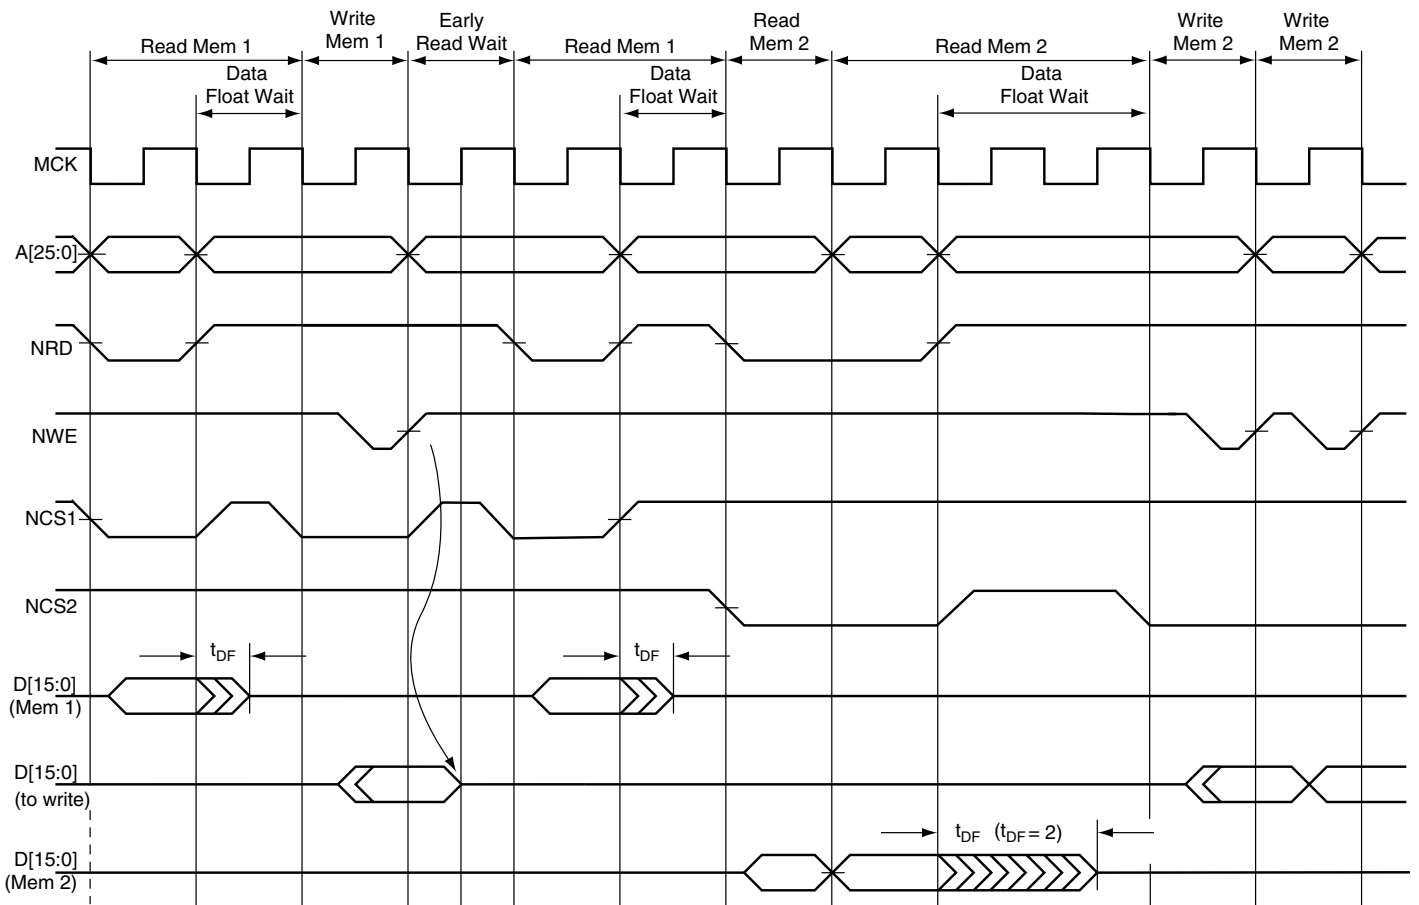 Read Mem 1
Write
Mem 1
Early
Read Wait
Read Mem 1
Read
Mem 2
Read Mem 2
Write
Mem 2
Write
Mem 2
Data
Float Wait
Data
Float Wait
Data
Float Wait
MCK
A[25:0]
NRD
NWE
NCS1
NCS2
tDF
tDF
D[15:0]
(Mem 1)
D[15:0]
(to write)
tDF (tDF = 2)
D[15:0]
(Mem 2)